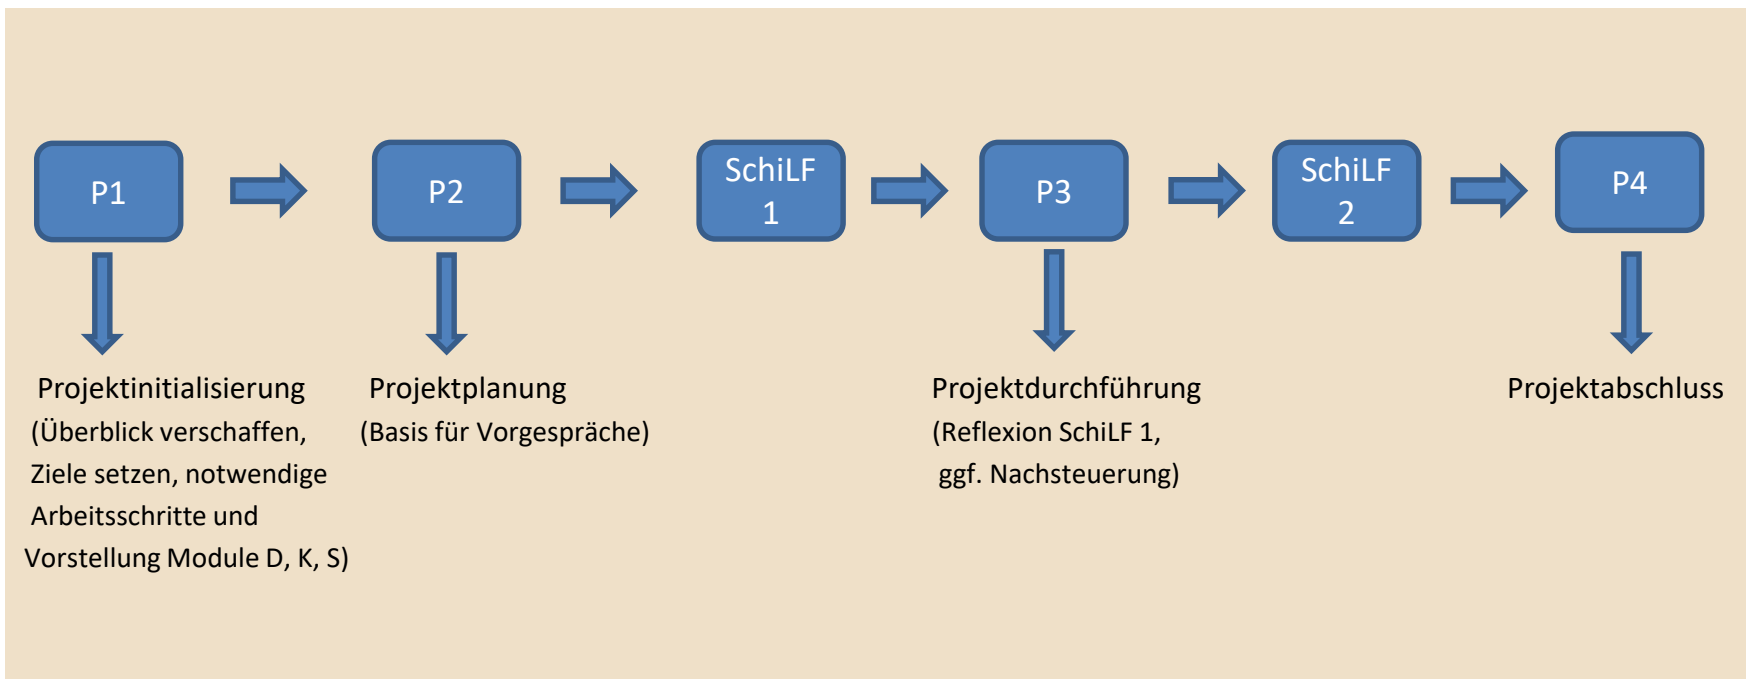 P1
P2
SchiLF
1
P3
SchiLF
2
P4
Projektinitialisierung
(Überblick verschaffen,
Ziele setzen, notwendige
Arbeitsschritte und
Vorstellung Module D, K, S)
Projektplanung
(Basis für Vorgespräche)
Projektdurchführung
(Reflexion SchiLF 1,
ggf. Nachsteuerung)
Projektabschluss